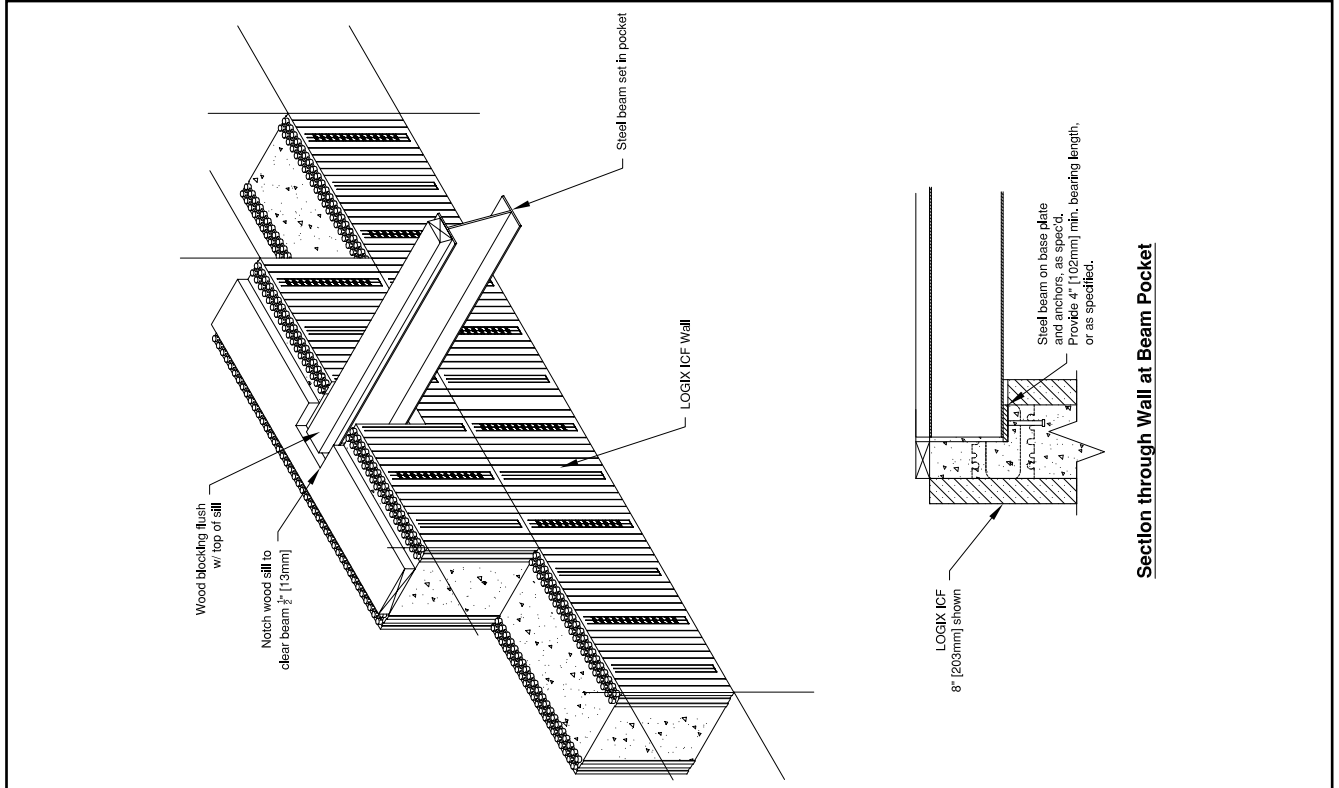 Wood blocking flush
w/ top of sill
Notch wood sill to
clear beam ½" [13mm]
Steel beam set in pocket
LOGIX ICF Wall
LOGIX ICF
8" [203mm] shown
Steel beam on base plate
and anchors, as spec'd.
Provide 4" [102mm] min. bearing length,
or as specified.
Section through Wall at Beam Pocket